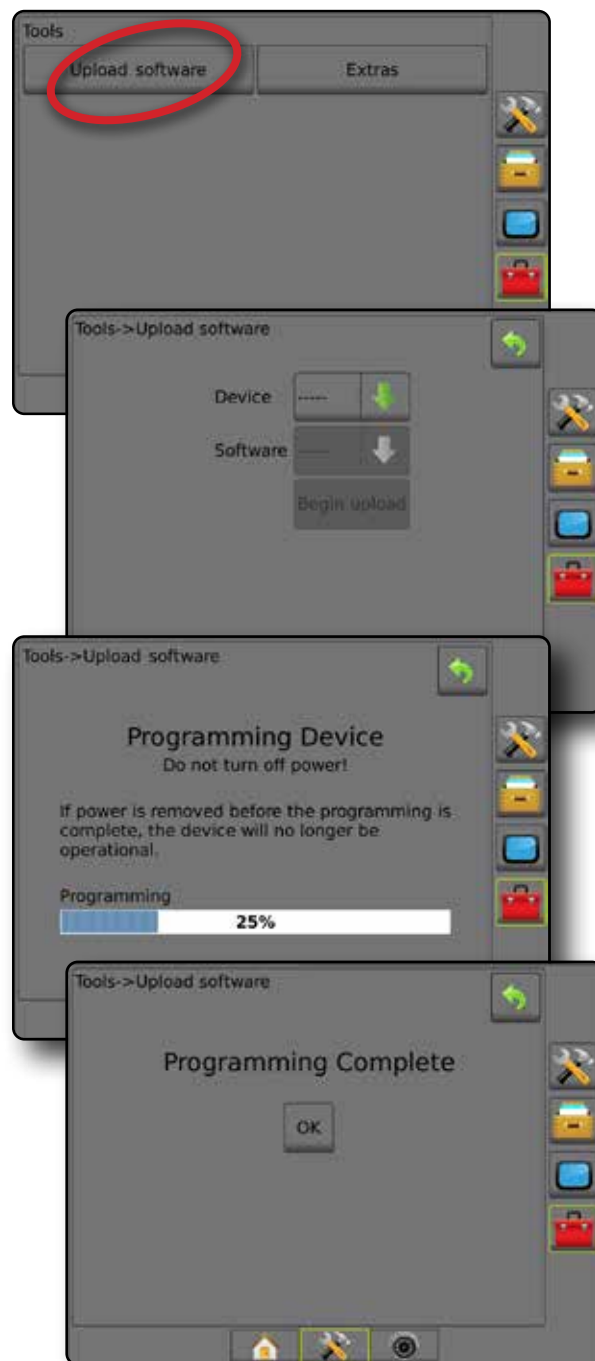 Tools
Upload software
Extras
Tools->Upload software
Device
-----
Software
-----
Begin upload
Tools->Upload software
Programming Device
Do not turn off power!
If power is removed before the programming is
complete, the device will no longer be
operational.
Programming
25%
Tools->Upload software
Programming Complete
OK